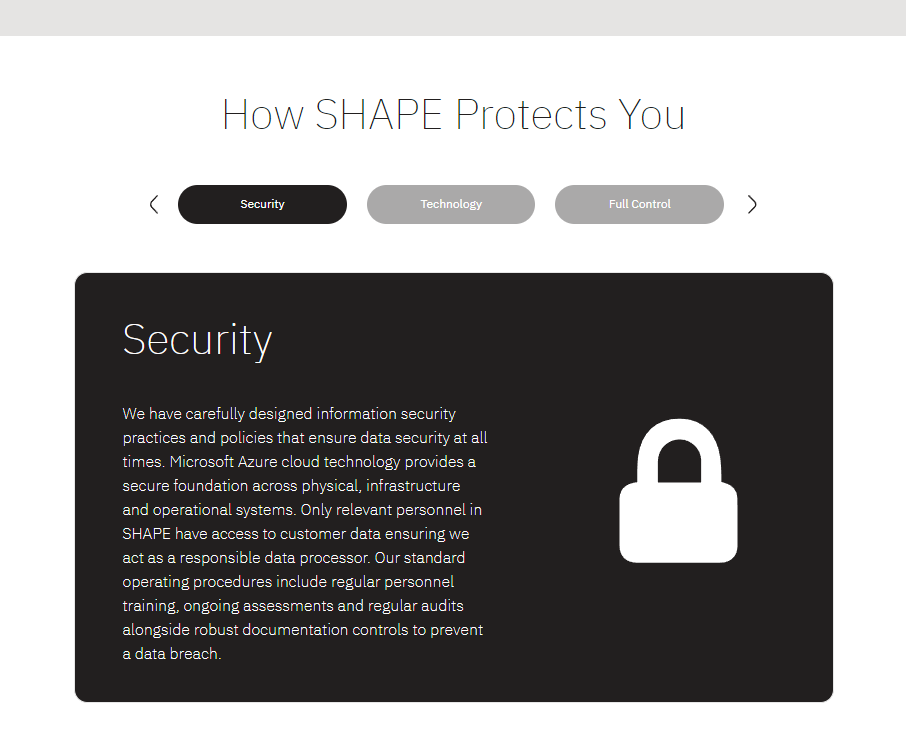 How SHAPE Protects You
Security
Technology
Full Control
Security
We have carefully designed information security
practices and policies that ensure data security at all
times. Microsoft Azure cloud technology provides a
secure foundation across physical, infrastructure
and operational systems. Only relevant personnel in
SHAPE have access to customer data ensuring we
act as a responsible data processor. Our standard
operating procedures include regular personnel
training, ongoing assessments and regular audits
alongside robust documentation controls to prevent
a data breach.